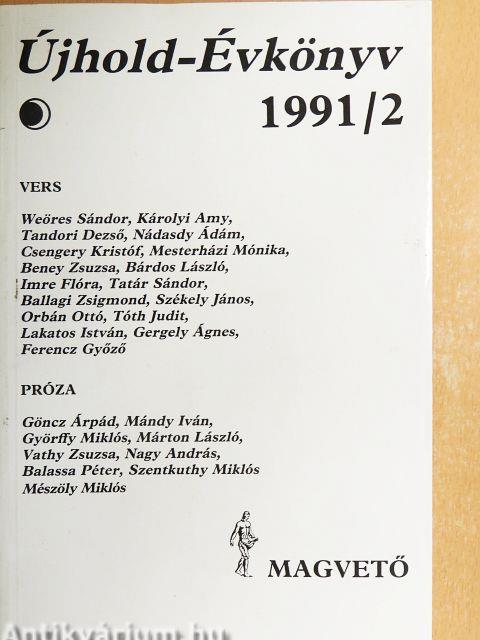 Újhold-Évkönyv
1991/2
VERS
Weöres Sándor, Károlyi Amy,
Tandori Dezső, Nádasdy Ádám,
Csengery Kristóf, Mesterházi Mónika,
Beney Zsuzsa, Bárdos László,
Imre Flóra, Tatár Sándor,
Ballagi Zsigmond, Székely János,
Orbán Ottó, Tóth Judit,
Lakatos István, Gergely Ágnes,
Ferencz Győző
PRÓZA
Göncz Árpád, Mándy Iván,
Györffy Miklós, Márton László,
Vathy Zsuzsa, Nagy András,
Balassa Péter, Szentkuthy Miklós
Mészöly Miklós
MAGVETŐ
Antikvárium.hu